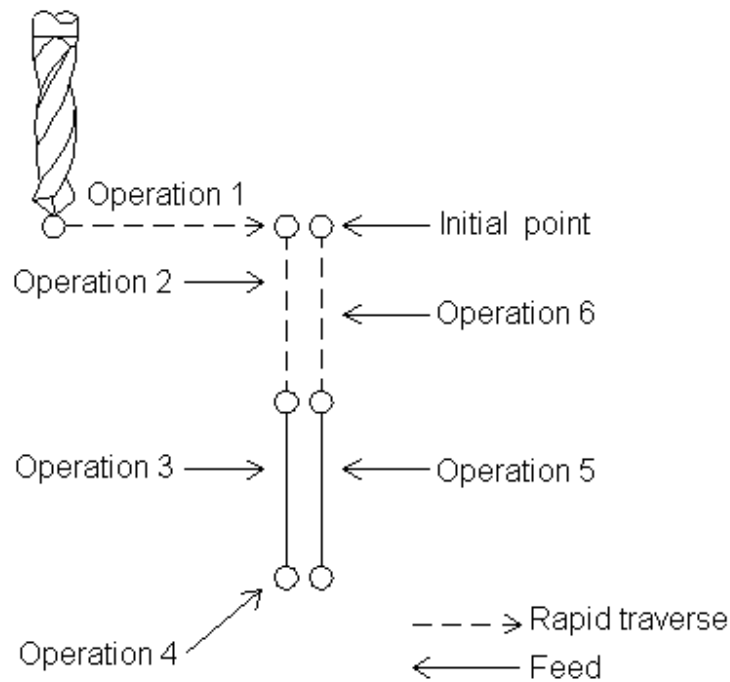 Operation 1
Initial point
Operation 2
Operation 6
Operation 3
Operation 5
Operation 4
Rapid traverse
Feed